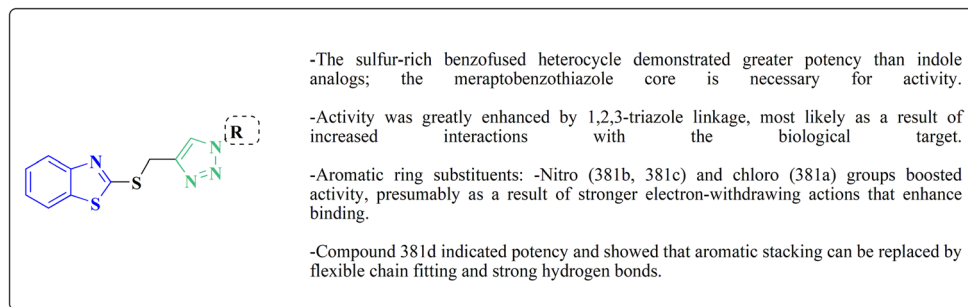 -The sulfur-rich benzofused heterocycle demonstrated greater potency than indole
analogs; the meraptobenzothiazole core is necessary for activity.
-Activity was greatly enhanced by 1,2,3-triazole linkage, most likely as a result of
increased interactions with the biological target.
-Aromatic ring substituents: -Nitro (381b, 381c) and chloro (381a) groups boosted
activity, presumably as a result of stronger electron-withdrawing actions that enhance
binding.
-Compound 381d indicated potency and showed that aromatic stacking can be replaced by
flexible chain fitting and strong hydrogen bonds.
R
N
N
S
N
N
S